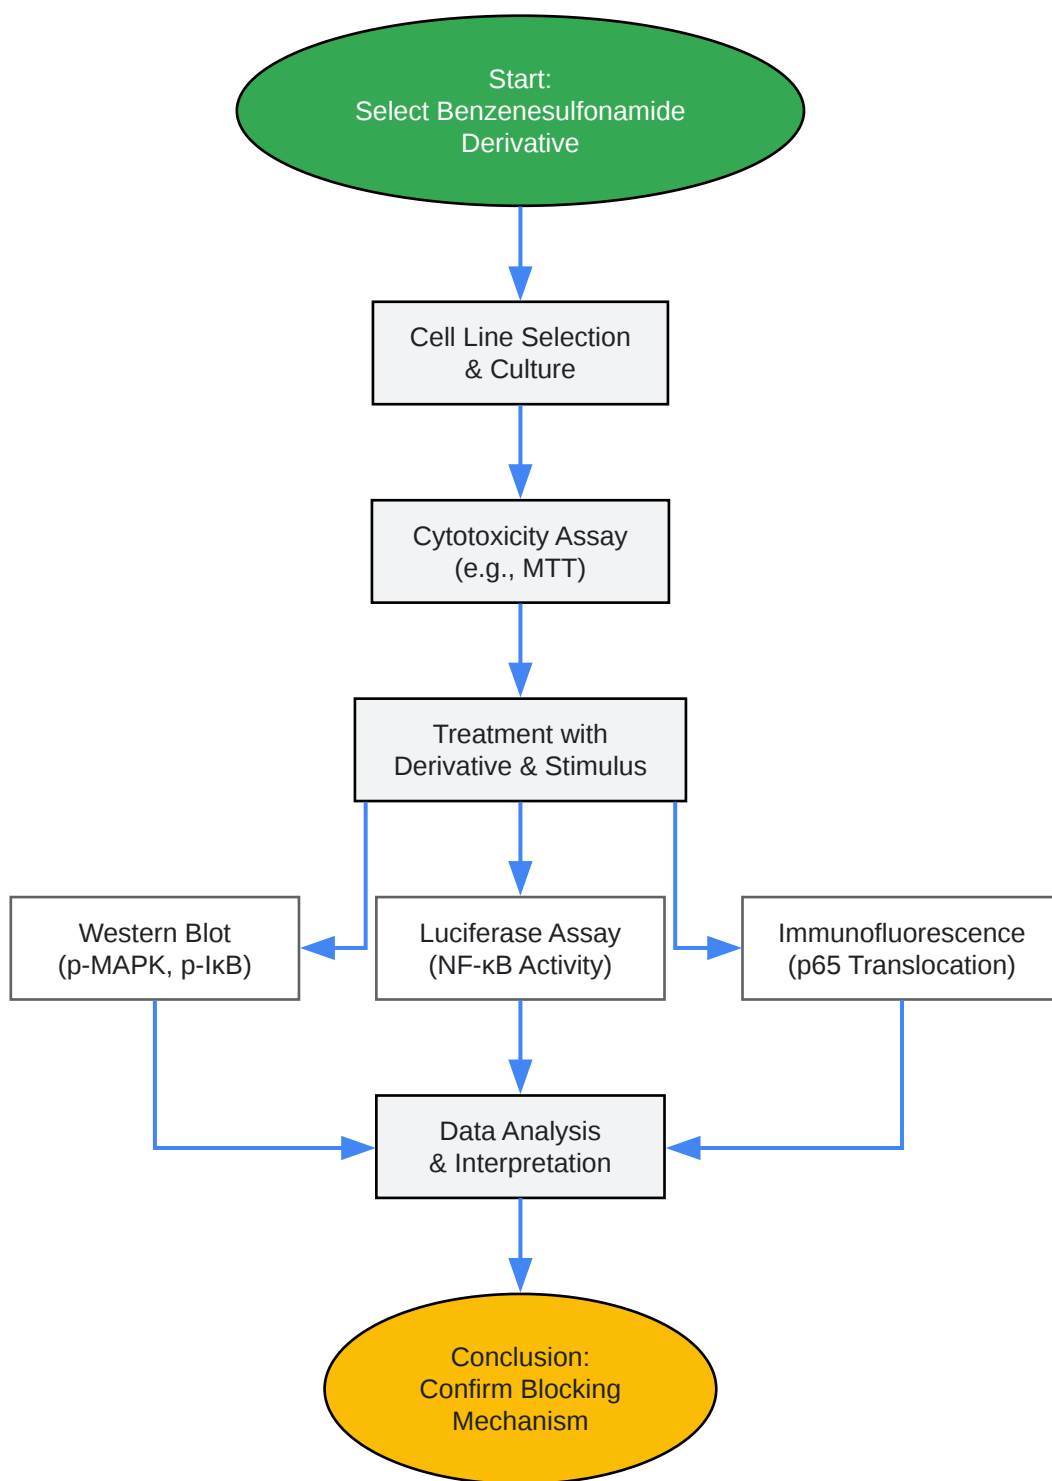 Start:
Select Benzenesulfonamide
Derivative
Cell Line Selection
& Culture
Cytotoxicity Assay
(e.g., MTT)
Treatment with
Derivative & Stimulus
Western Blot
(p-MAPK, p-IκB)
Luciferase Assay
(NF-κB Activity)
Immunofluorescence
(p65 Translocation)
Data Analysis
& Interpretation
Conclusion:
Confirm Blocking
Mechanism